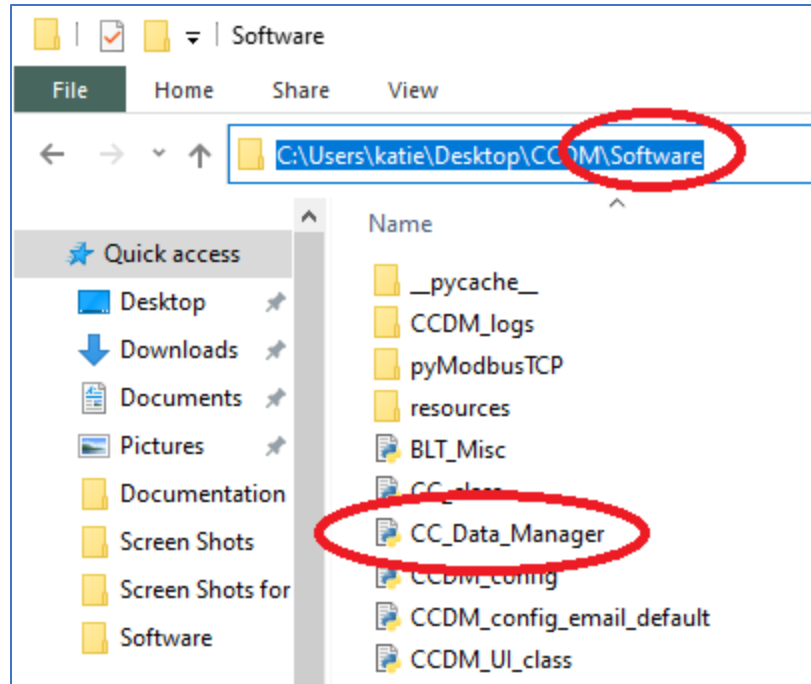 Software
File Home Share View
C:\Users\katie\Desktop\CCDM\Software
Name
Quick access
Desktop
Downloads
Documents
Pictures
Documentation
Screen Shots
Screen Shots for
Software
__pycache__
CCDM_logs
pyModbusTCP
resources
BLT_Misc
CC_class
CC_Data_Manager
CCDM_config
CCDM_config_email_default
CCDM_UI_class